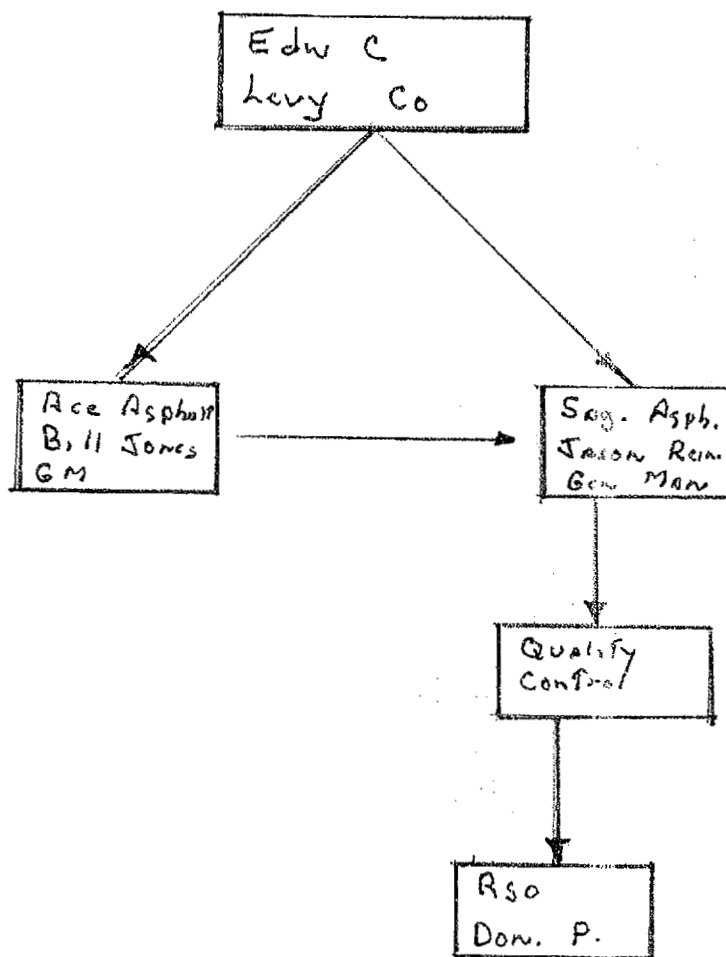 Edw C
Levy Co
Ace Asphalt
Bill Jones
GM
Sag. Asph.
Jason Rein.
Gen Man
Quality
Control
RSO
Don. P.